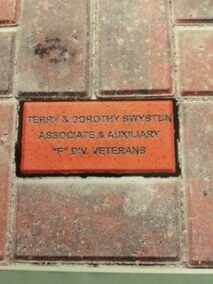 TERRY & DOROTHY SWYSTUN
ASSOCIATE & AUXILIARY
"F" DIV. VETERANS